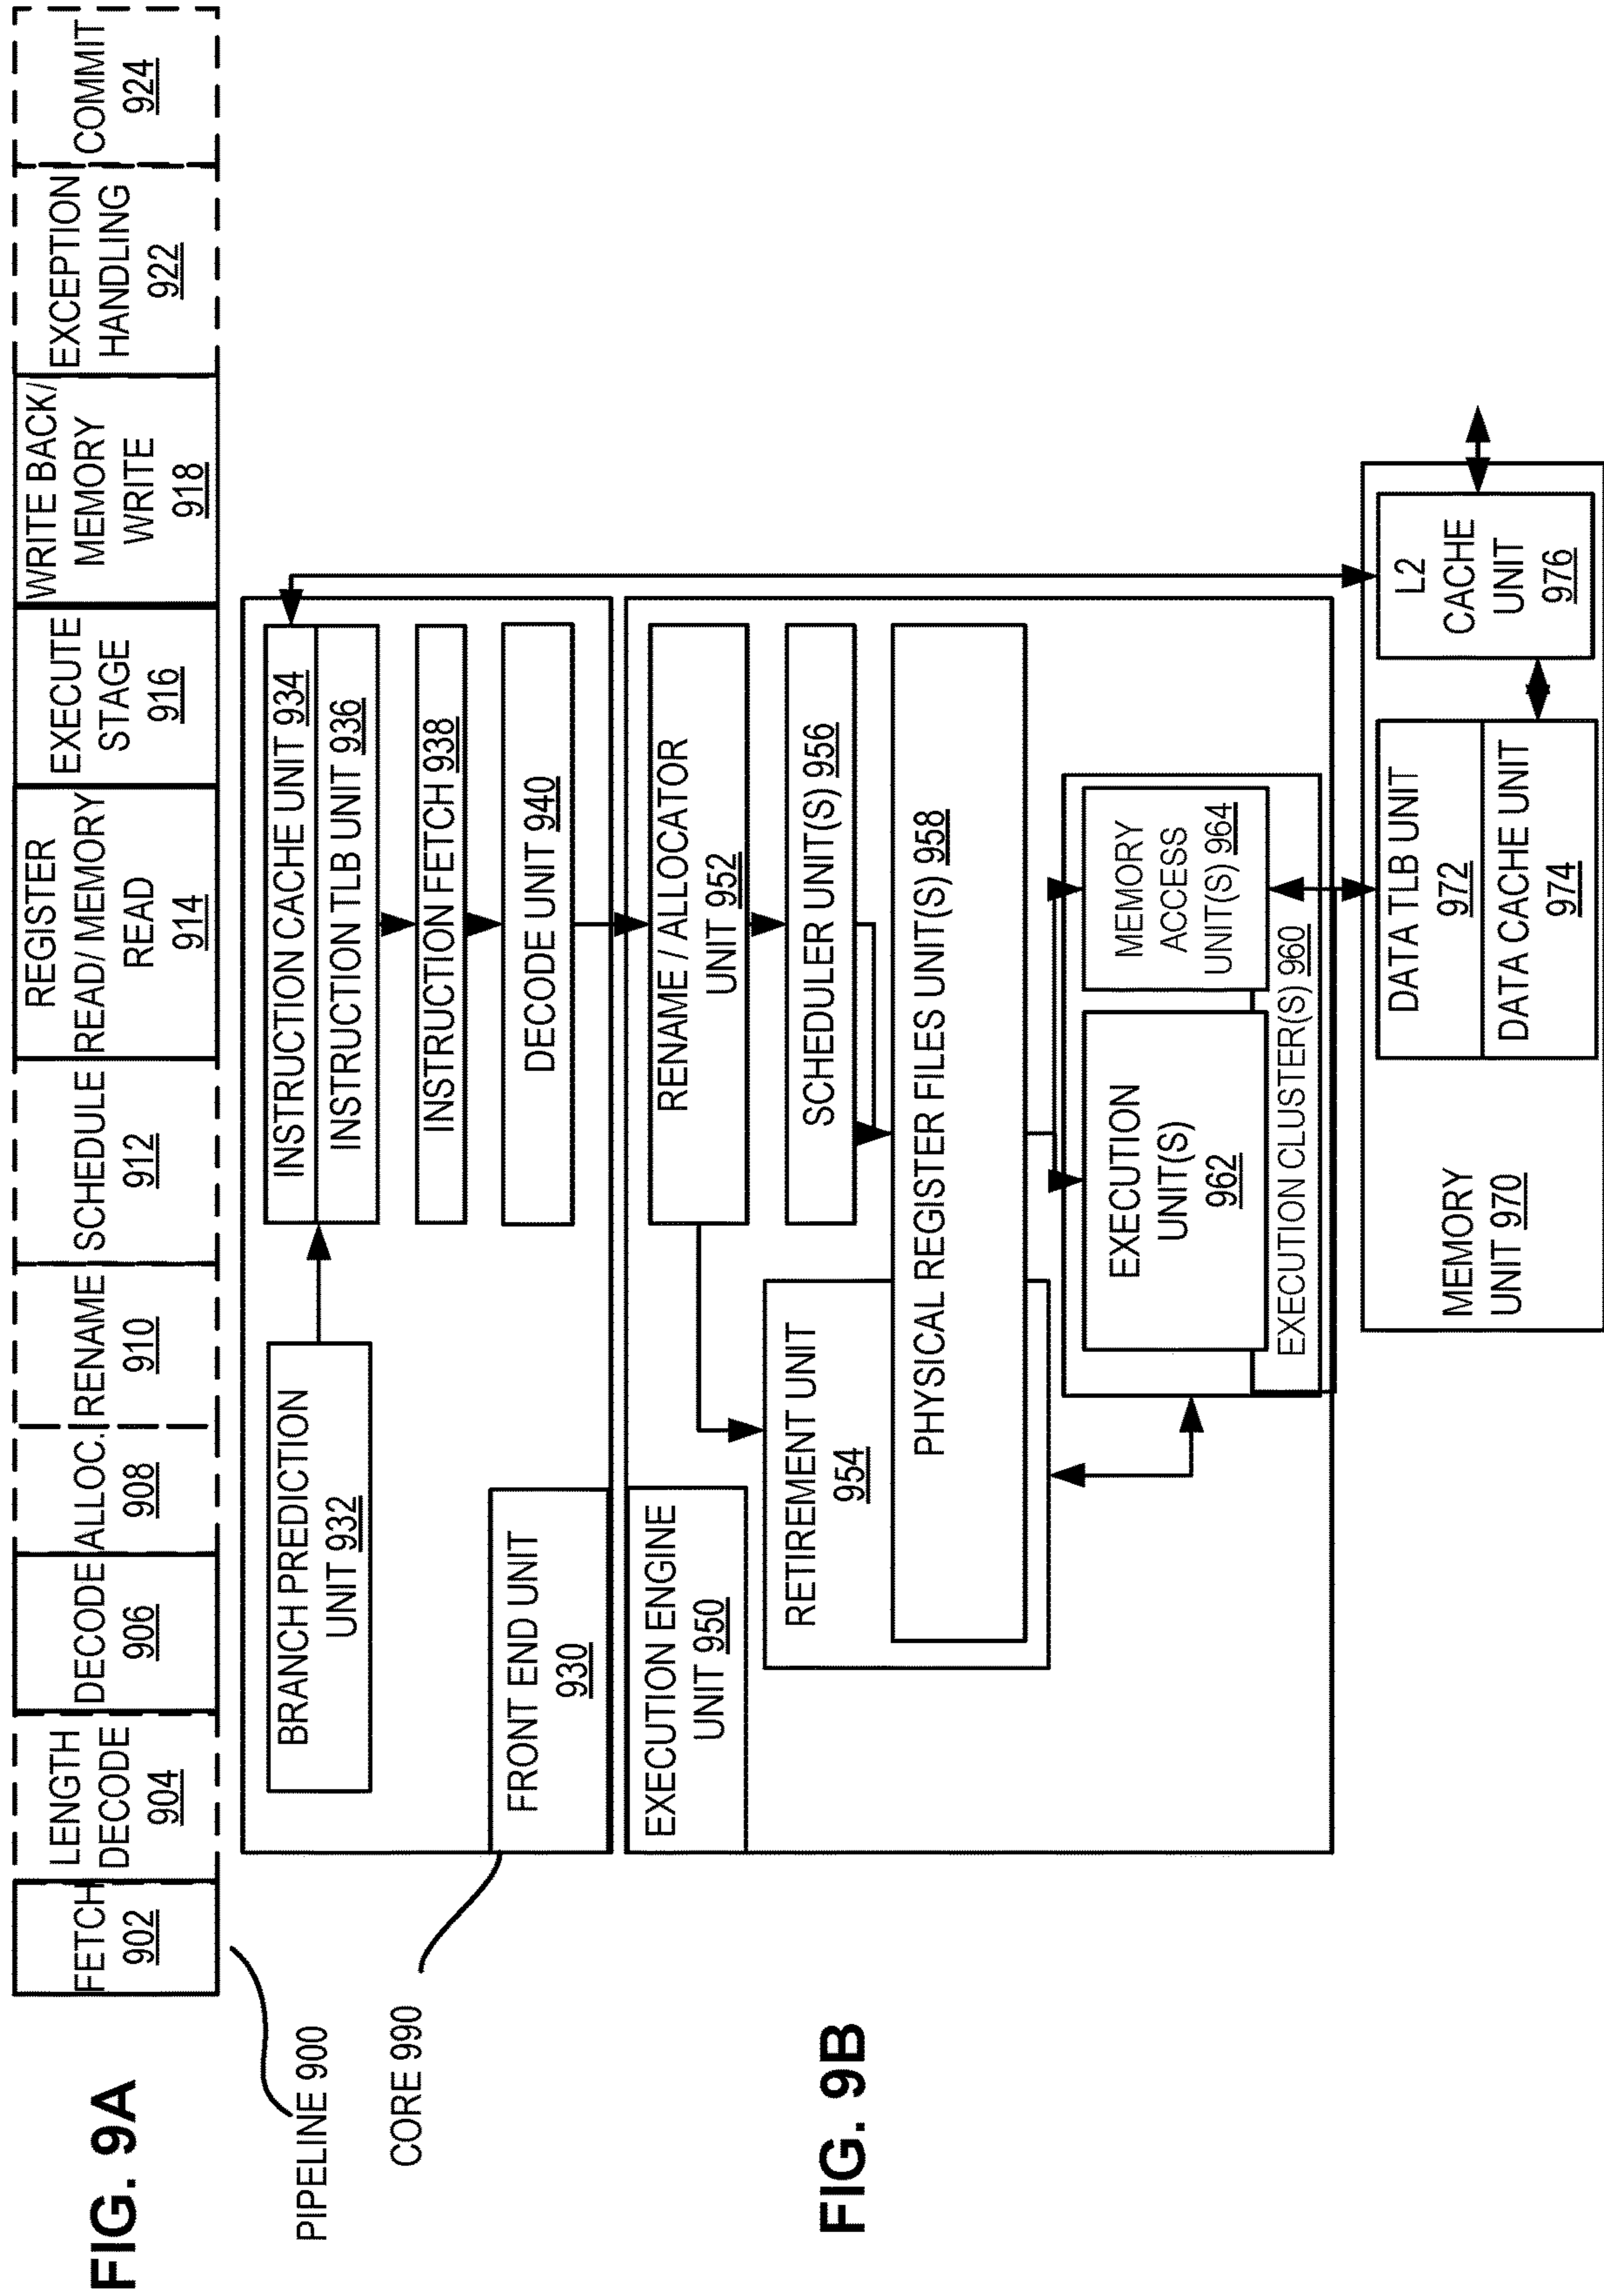 FIG. 9A
PIPELINE 900
FETCH
902
LENGTH
DECODE
904
DECODE
906
ALLOC.
908
RENAME
910
SCHEDULE
912
REGISTER
READ/ MEMORY
READ
914
EXECUTE
STAGE
916
WRITE BACK/
MEMORY
WRITE
918
EXCEPTION
HANDLING
922
COMMIT
924
FIG. 9B
CORE 990
FRONT END UNIT
930
BRANCH PREDICTION
UNIT 932
INSTRUCTION CACHE UNIT 934
INSTRUCTION TLB UNIT 936
INSTRUCTION FETCH 938
DECODE UNIT 940
EXECUTION ENGINE
UNIT 950
RENAME / ALLOCATOR
UNIT 952
RETIREMENT UNIT
954
SCHEDULER UNIT(S) 956
PHYSICAL REGISTER FILES UNIT(S) 958
EXECUTION
UNIT(S)
962
MEMORY
ACCESS
UNIT(S) 964
EXECUTION CLUSTER(S) 960
MEMORY
UNIT 970
DATA TLB UNIT
972
DATA CACHE UNIT
974
L2
CACHE
UNIT
976